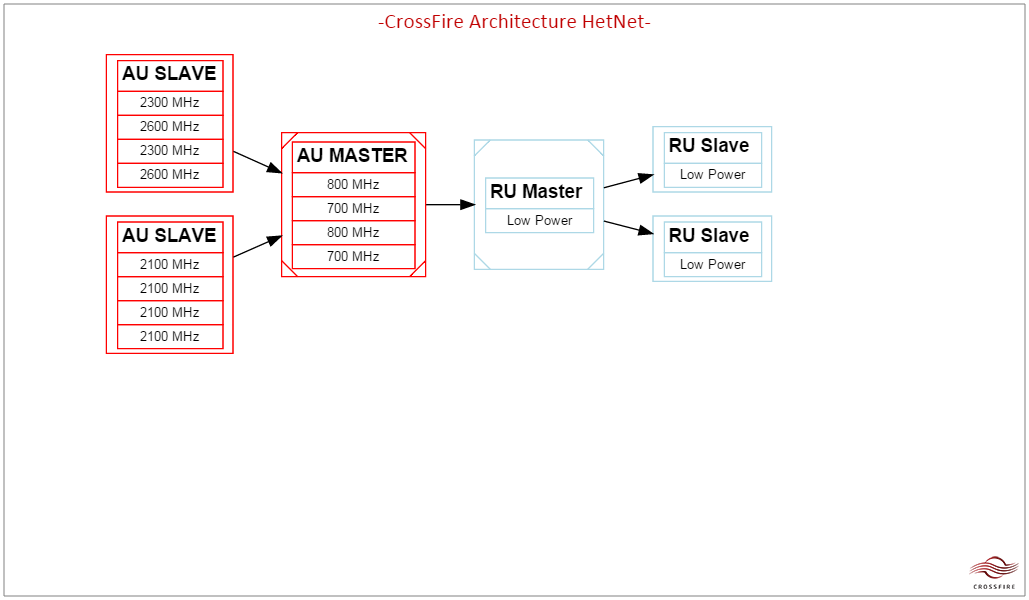 -CrossFire Architecture HetNet-
AU SLAVE
2300 MHz
2600 MHz
2300 MHz
2600 MHz
AU SLAVE
2100 MHz
2100 MHz
2100 MHz
2100 MHz
AU MASTER
800 MHz
700 MHz
800 MHz
700 MHz
RU Master
Low Power
RU Slave
Low Power
RU Slave
Low Power
CROSSFIRE